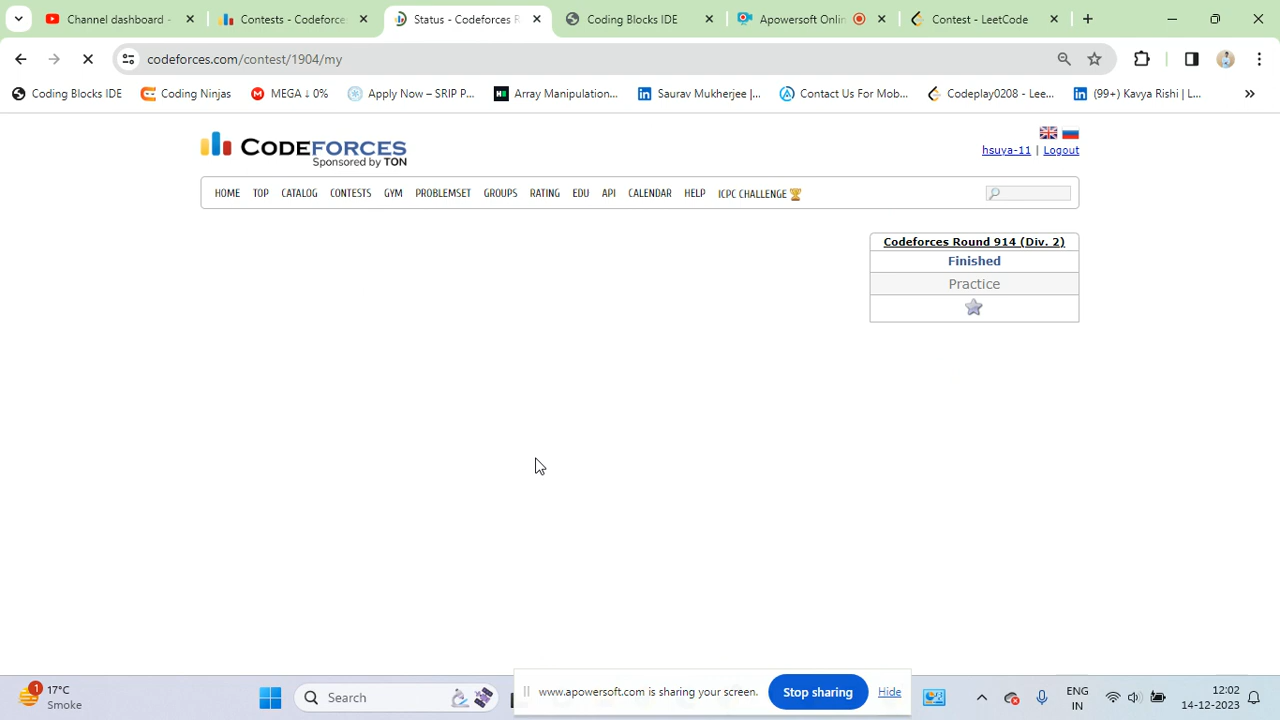 Channel dashboard -
Contests - Codeforce
Status - Codeforces R
Coding Blocks IDE
Apowersoft Onlin
Contest - LeetCode
codeforces.com/contest/1904/my
Coding Blocks IDE
Coding Ninjas
MEGA ↓ 0%
Apply Now – SRIP P...
Array Manipulation...
Saurav Mukherjee |...
Contact Us For Mob...
Codeplay0208 - Lee...
(99+) Kavya Rishi | L...
CODEFORCES
Sponsored by TON
hsuya-11 | Logout
HOME TOP CATALOG CONTESTS GYM PROBLEMSET GROUPS RATING EDU API CALENDAR HELP ICPC CHALLENGE
Codeforces Round 914 (Div. 2)
Finished
Practice
1
17°C
Smoke
Search
www.apowersoft.com is sharing your screen.
Stop sharing
Hide
ENG
IN
12:02
14-12-2023